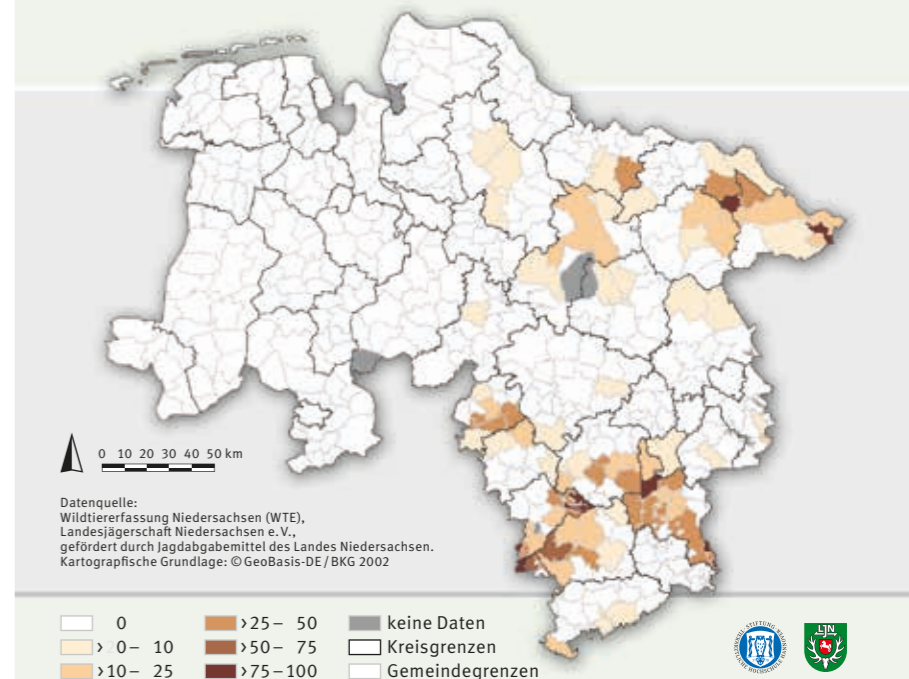 0 10 20 30 40 50 km
Datenquelle:
Wildtiererfassung Niedersachsen (WTE),
Landesjägerschaft Niedersachsen e. V.,
gefördert durch Jagdabgabemittel des Landes Niedersachsen.
Kartografische Grundlage: © GeoBasis-DE / BKG 2002
0
>0– 10
>10– 25
>25– 50
>50– 75
>75–100
keine Daten
Kreisgrenzen
Gemeindegrenzen
LJN